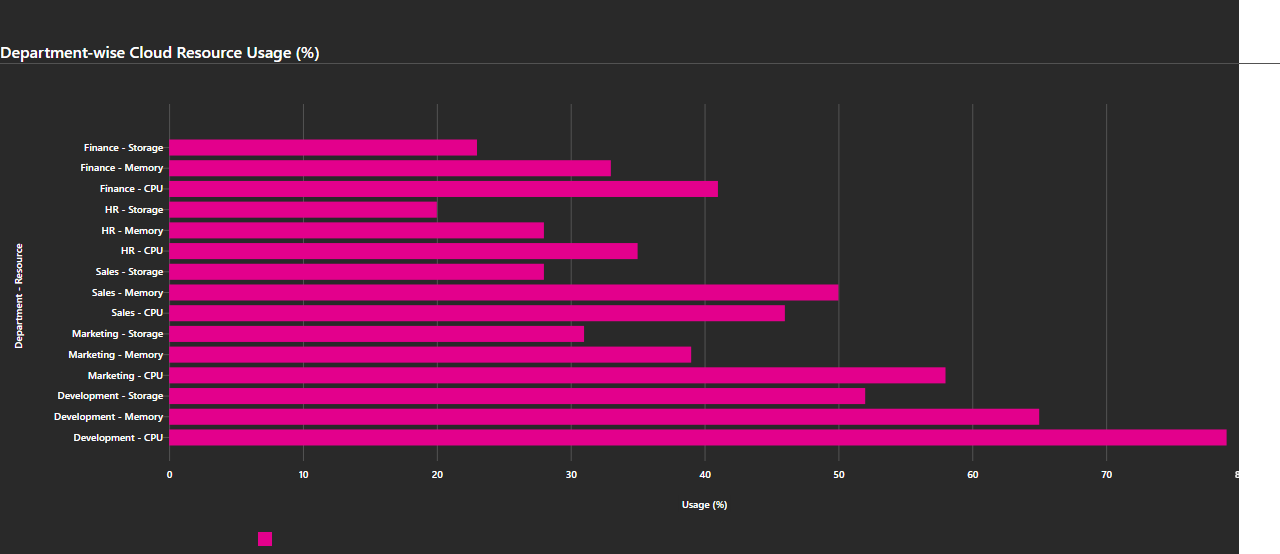 Department-wise Cloud Resource Usage (%)
Department - Resource
Finance - Storage
Finance - Memory
Finance - CPU
HR - Storage
HR - Memory
HR - CPU
Sales - Storage
Sales - Memory
Sales - CPU
Marketing - Storage
Marketing - Memory
Marketing - CPU
Development - Storage
Development - Memory
Development - CPU
0 10 20 30 40 50 60 70
Usage (%)